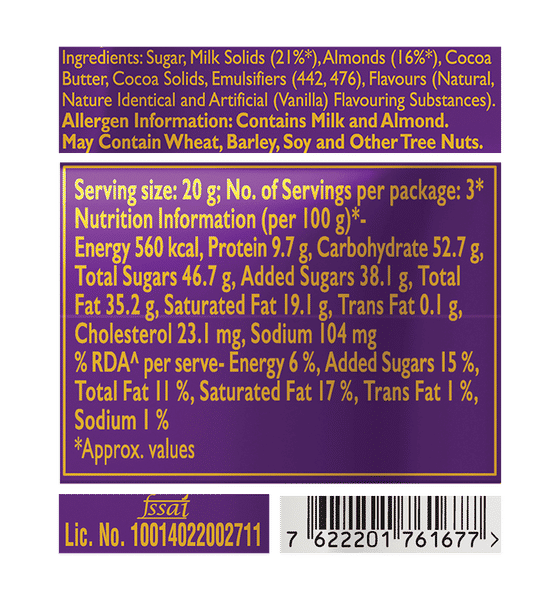 Ingredients: Sugar, Milk Solids (21%*), Almonds (16%*), Cocoa
Butter, Cocoa Solids, Emulsifiers (442, 476), Flavours (Natural,
Nature Identical and Artificial (Vanilla) Flavouring Substances).
Allergen Information: Contains Milk and Almond.
May Contain Wheat, Barley, Soy and Other Tree Nuts.
Serving size: 20 g; No. of Servings per package: 3*
Nutrition Information (per 100 g)*-
Energy 560 kcal, Protein 9.7 g, Carbohydrate 52.7 g,
Total Sugars 46.7 g, Added Sugars 38.1 g, Total
Fat 35.2 g, Saturated Fat 19.1 g, Trans Fat 0.1 g,
Cholesterol 23.1 mg, Sodium 104 mg
% RDA^ per serve- Energy 6 %, Added Sugars 15 %,
Total Fat 11 %, Saturated Fat 17 %, Trans Fat 1 %,
Sodium 1 %
*Approx. values
fssai
Lic. No. 10014022002711
7 622201 761677 >